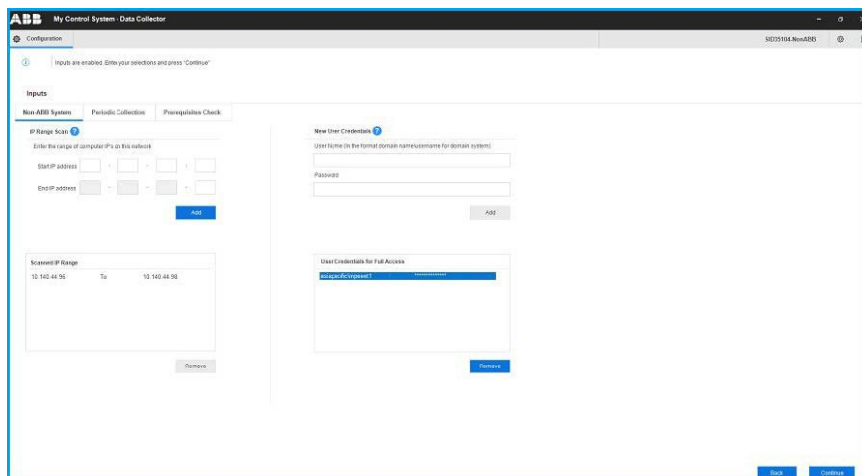 ABB My Control System - Data Collector
Configuration
SID35104-NonABB
Inputs are enabled. Enter your selections and press "Continue"
Inputs
Non-ABB System Periodic Collection Prerequisites Check
IP Range Scan ?
Enter the range of computer IP's on this network
Start IP address
End IP address
Add
Scanned IP Range
10.140.44.96 To 10.140.44.98
Remove
New User Credentials ?
User Name (In the format domain name\username for domain system)
Password
Add
User Credentials for Full Access
**************
Remove
Back Continue